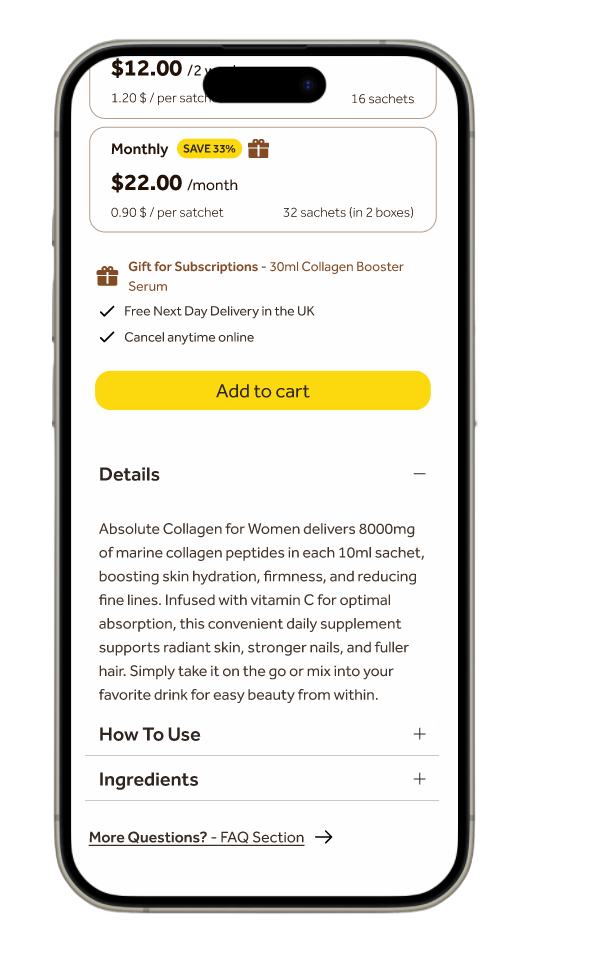 $12.00 /2
1.20 $ / per
16 sachets
Monthly SAVE 33%
$22.00 /month
0.90 $ / per satchet 32 sachets (in 2 boxes)
Gift for Subscriptions - 30ml Collagen Booster
Serum
Free Next Day Delivery in the UK
Cancel anytime online
Add to cart
Details
Absolute Collagen for Women delivers 8000mg
of marine collagen peptides in each 10ml sachet,
boosting skin hydration, firmness, and reducing
fine lines. Infused with vitamin C for optimal
absorption, this convenient daily supplement
supports radiant skin, stronger nails, and fuller
hair. Simply take it on the go or mix into your
favorite drink for easy beauty from within.
How To Use
Ingredients
More Questions? - FAQ Section